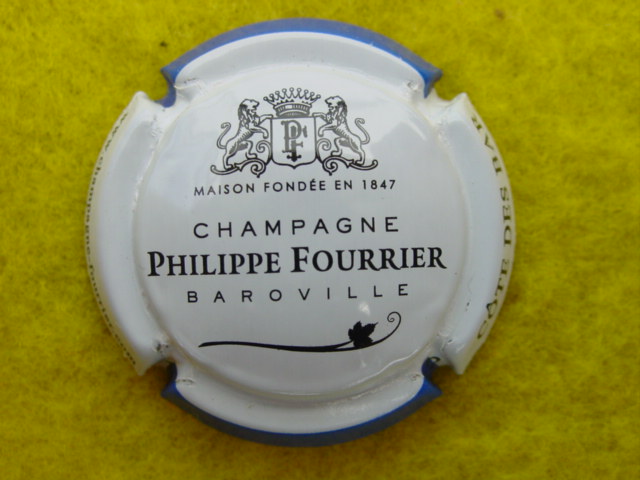 PF
MAISON FONDÉE EN 1847
CHAMPAGNE
PHILIPPE FOURRIER
BAROVILLE
CÔTE DES BAR